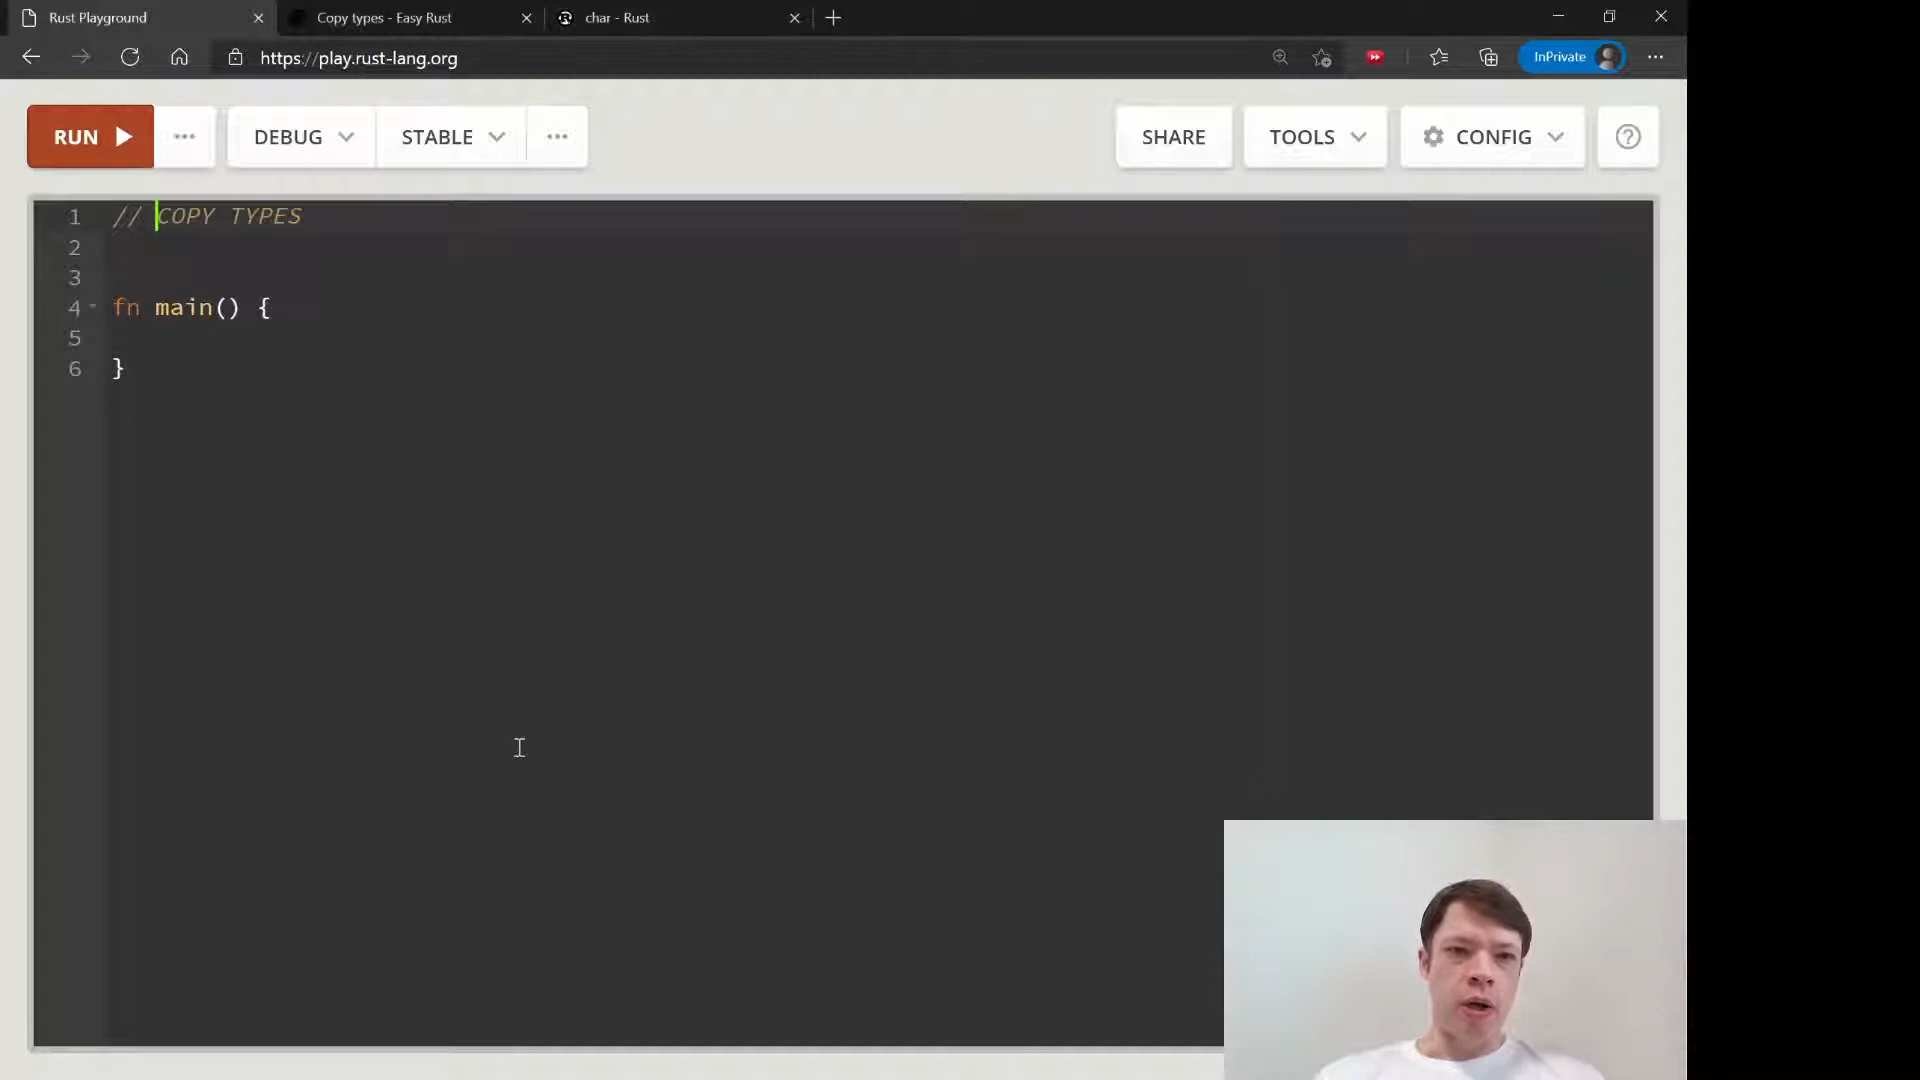 Rust Playground
Copy types - Easy Rust
char - Rust
https://play.rust-lang.org
InPrivate
RUN
DEBUG
STABLE
SHARE
TOOLS
CONFIG
1 // COPY TYPES
2
3
4 fn main() {
5
6 }